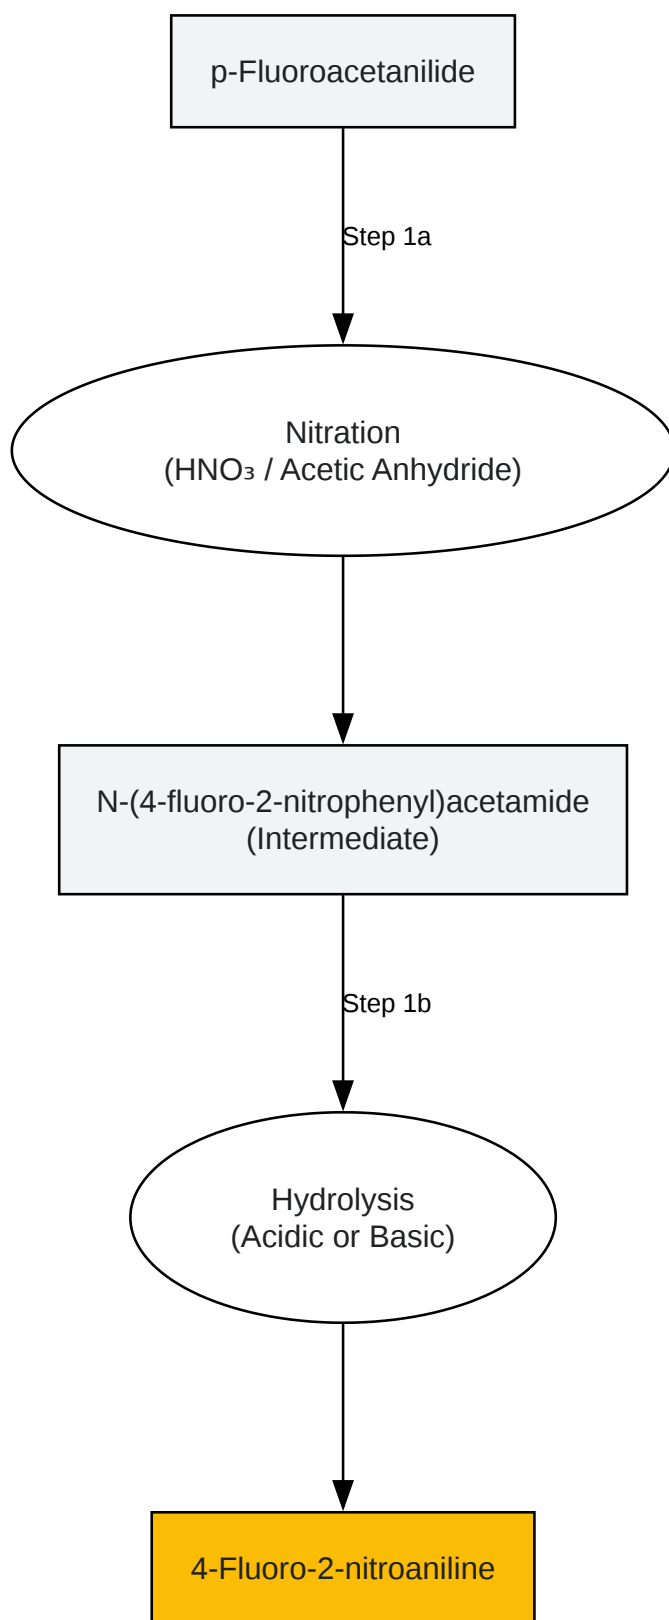 p-Fluoroacetanilide
Step 1a
Nitration
(HNO₃ / Acetic Anhydride)
N-(4-fluoro-2-nitrophenyl)acetamide
(Intermediate)
Step 1b
Hydrolysis
(Acidic or Basic)
4-Fluoro-2-nitroaniline